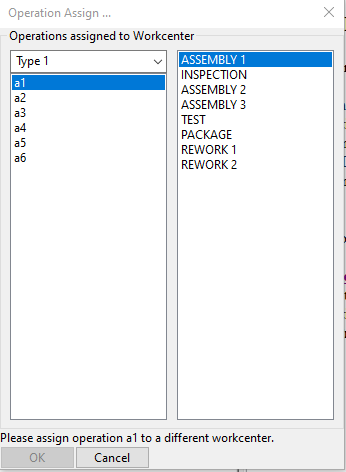 Operation Assign ...
Operations assigned to Workcenter
Type 1
a1
a2
a3
a4
a5
a6
ASSEMBLY 1
INSPECTION
ASSEMBLY 2
ASSEMBLY 3
TEST
PACKAGE
REWORK 1
REWORK 2
Please assign operation a1 to a different workcenter.
OK
Cancel